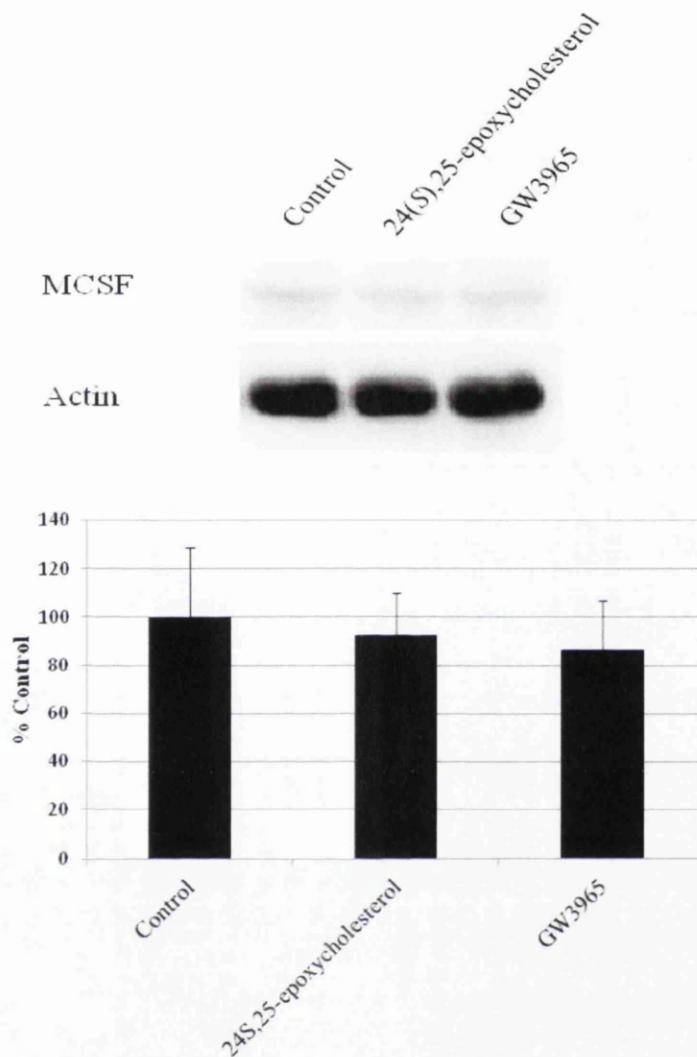 Control
24(S),25-epoxycholesterol
GW3965
MCSF
Actin
140
120
100
80
60
40
20
0
% Control
Control
24S,25-epoxycholesterol
GW3965